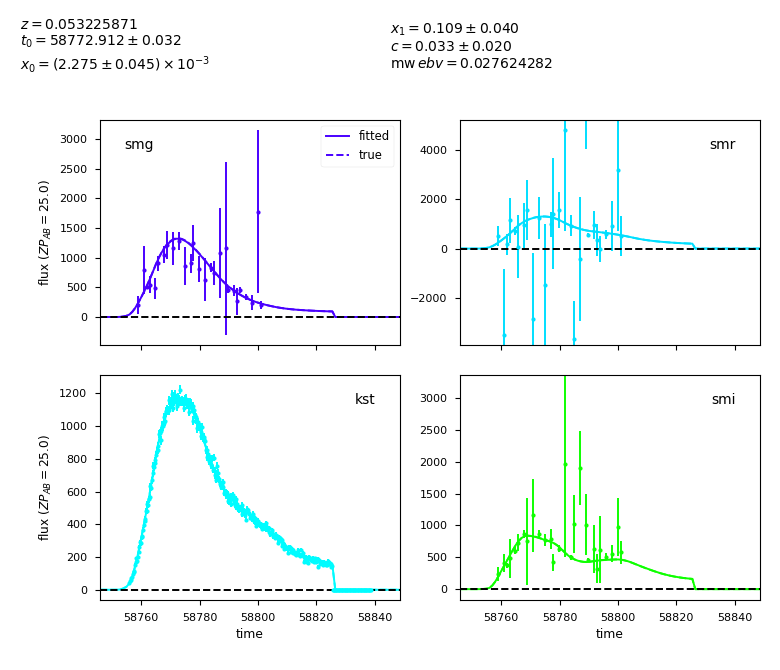 z = 0.053225871
t₀ = 58772.912 ± 0.032
x₀ = (2.275 ± 0.045) × 10⁻³
x₁ = 0.109 ± 0.040
c = 0.033 ± 0.020
mw ebv = 0.027624282
smg
fitted
true
3000
2500
2000
1500
1000
500
0
flux (ZP_AB = 25.0)
smr
4000
2000
0
−2000
kst
1200
1000
800
600
400
200
0
flux (ZP_AB = 25.0)
58760 58780 58800 58820 58840
time
smi
3000
2500
2000
1500
1000
500
0
58760 58780 58800 58820 58840
time